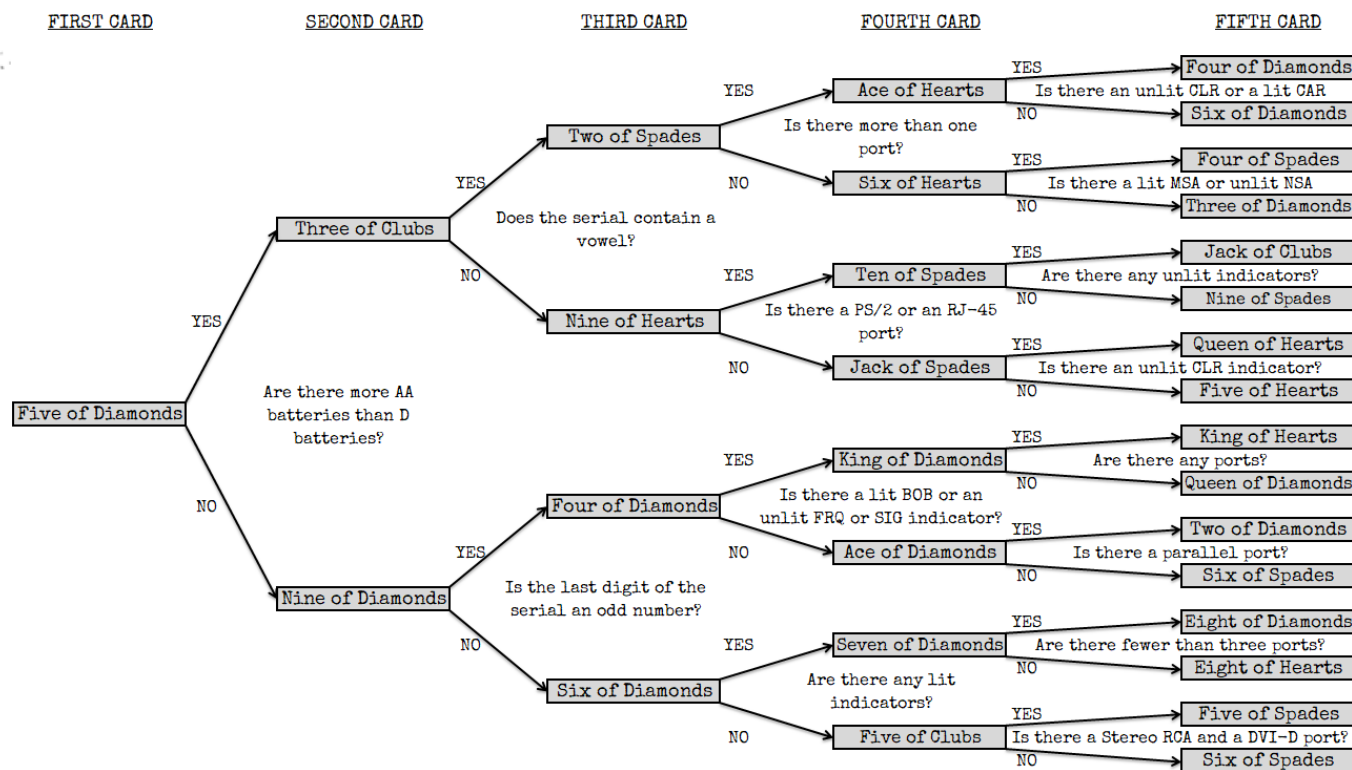 FIRST CARD
SECOND CARD
THIRD CARD
FOURTH CARD
FIFTH CARD
Five of Diamonds
YES
NO
Are there more AA
batteries than D
batteries?
Three of Clubs
Nine of Diamonds
YES
NO
Does the serial contain a
vowel?
YES
NO
Is the last digit of the
serial an odd number?
Two of Spades
Nine of Hearts
Four of Diamonds
Six of Diamonds
YES
Is there more than one
port?
NO
YES
Is there a PS/2 or an RJ-45
port?
NO
YES
Is there a lit BOB or an
unlit FRQ or SIG indicator?
NO
YES
Are there any lit
indicators?
NO
Ace of Hearts
Six of Hearts
Ten of Spades
Jack of Spades
King of Diamonds
Ace of Diamonds
Seven of Diamonds
Five of Clubs
YES
Four of Diamonds
Is there an unlit CLR or a lit CAR
NO
Six of Diamonds
YES
Four of Spades
Is there a lit MSA or unlit NSA
NO
Three of Diamonds
YES
Jack of Clubs
Are there any unlit indicators?
NO
Nine of Spades
YES
Queen of Hearts
Is there an unlit CLR indicator?
NO
Five of Hearts
YES
King of Hearts
Are there any ports?
NO
Queen of Diamonds
YES
Two of Diamonds
Is there a parallel port?
NO
Six of Spades
YES
Eight of Diamonds
Are there fewer than three ports?
NO
Eight of Hearts
YES
Five of Spades
Is there a Stereo RCA and a DVI-D port?
NO
Six of Spades